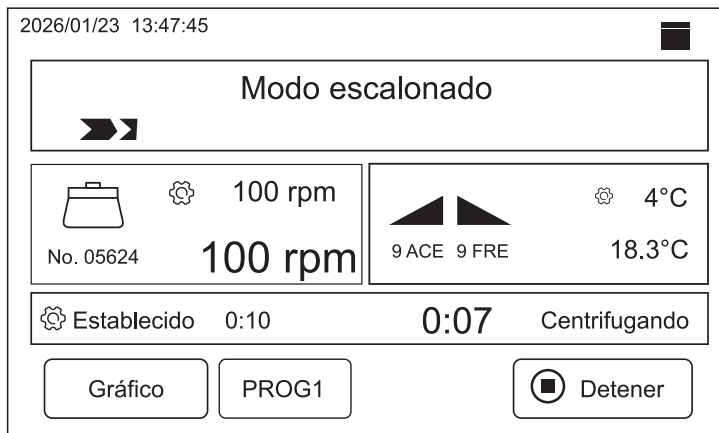 2026/01/23 13:47:45
Modo escalonado
100 rpm
No. 05624
100 rpm
4°C
9 ACE 9 FRE
18.3°C
Establecido 0:10 0:07 Centrifugando
Gráfico PROG1 Detener